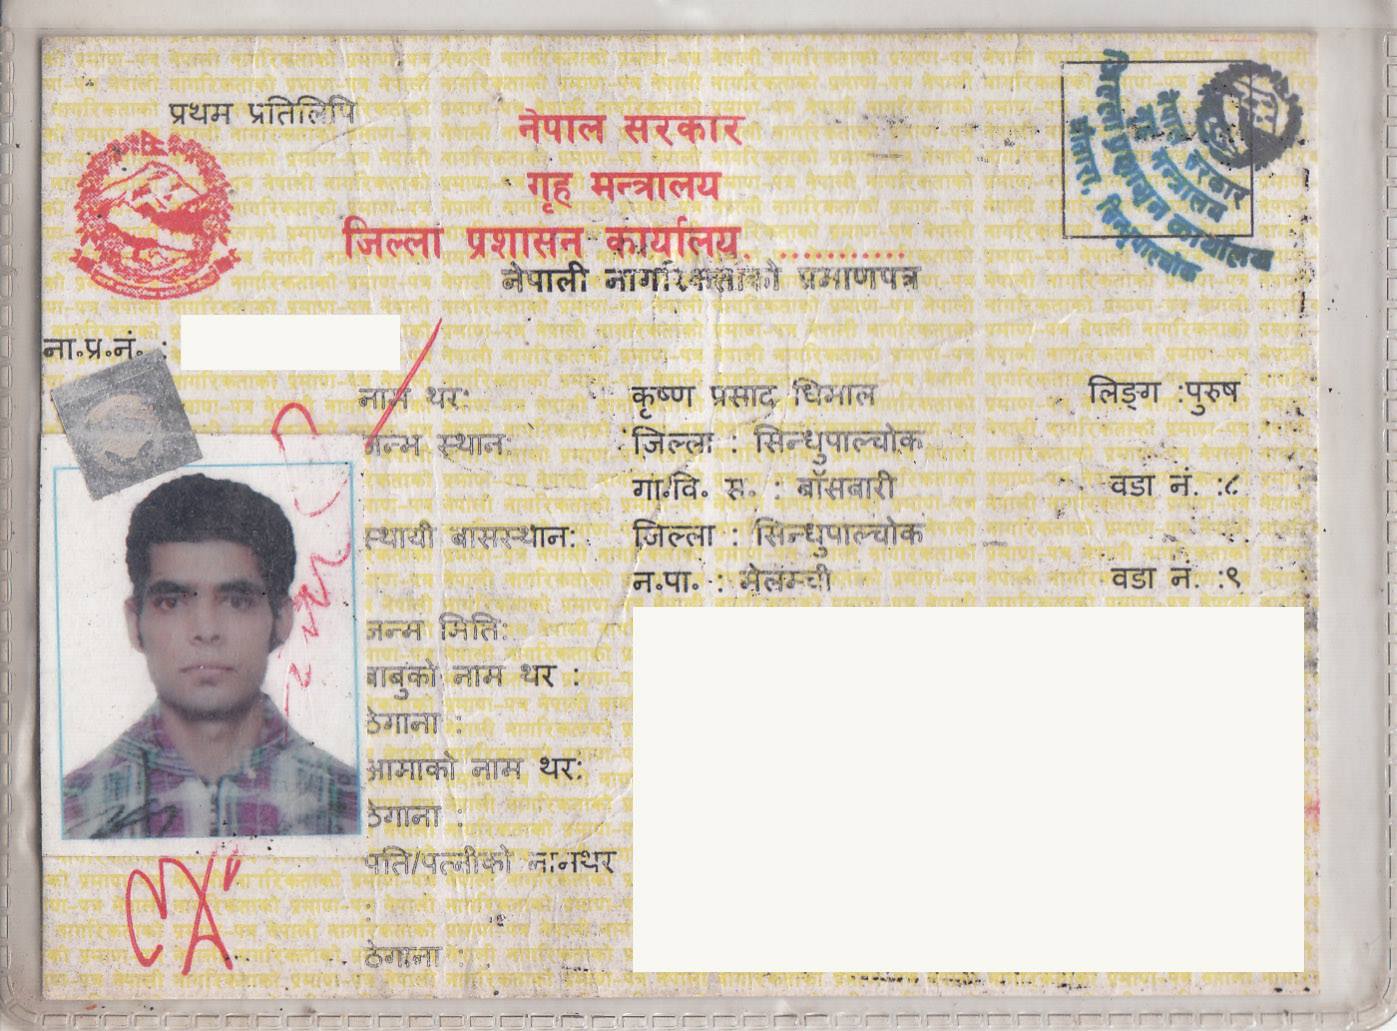 प्रथम प्रतिलिपि
नेपाल सरकार
गृह मन्त्रालय
जिल्ला प्रशासन कार्यालय..............
नेपाली नागरिकताको प्रमाणपत्र
नेपाल सरकार
गृह मन्त्रालय
जिल्ला प्रशासन कार्यालय
सिन्धुपाल्चोक
ना.प्र.नं. :
नाम थर: कृष्ण प्रसाद धिमाल लिङ्ग :पुरुष
जन्म स्थान: जिल्ला : सिन्धुपाल्चोक
गा.वि. स. : बाँसबारी वडा नं. :८
स्थायी बासस्थान: जिल्ला : सिन्धुपाल्चोक
न.पा. : मेलम्ची वडा नं. :९
जन्म मिति:
बाबुको नाम थर :
ठेगाना :
आमाको नाम थर:
ठेगाना :
पति/पत्नीको नामथर
:
ठेगाना :